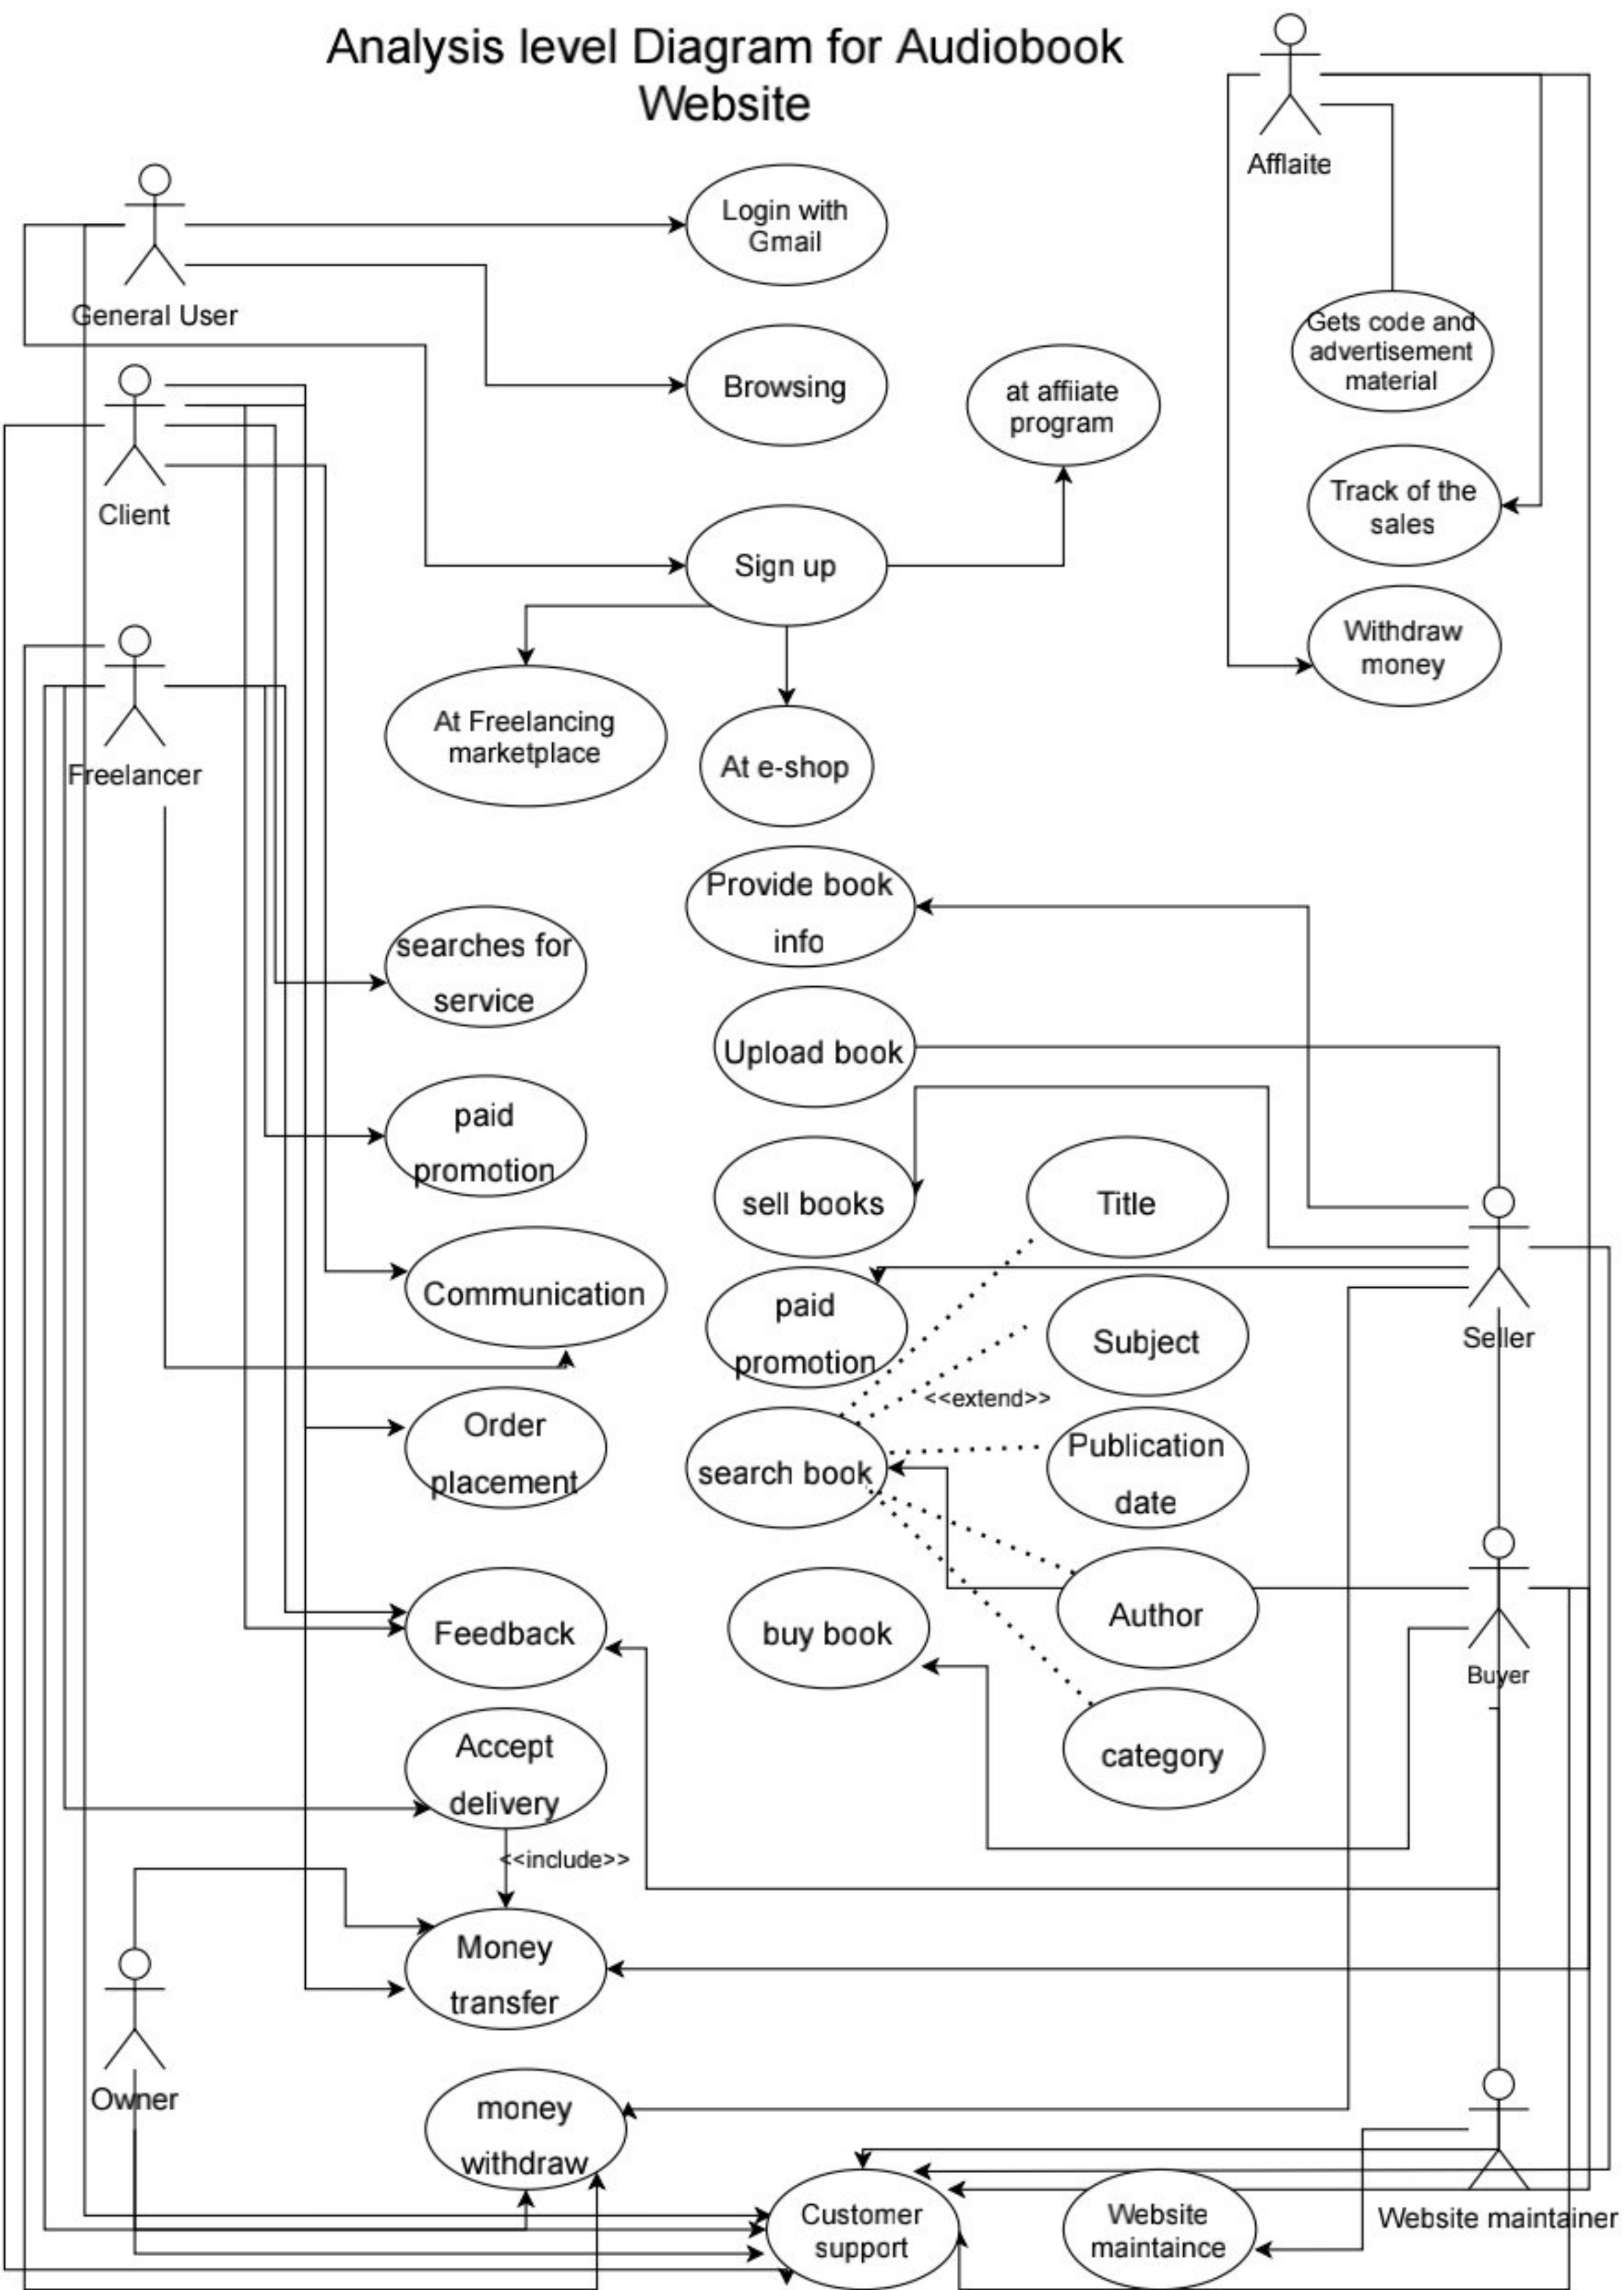 Analysis level Diagram for Audiobook
Website
Afflaite
Login with
Gmail
General User
Gets code and
advertisement
material
Browsing
at affiiate
program
Client
Track of the
sales
Sign up
Withdraw
money
At Freelancing
marketplace
At e-shop
Freelancer
Provide book
info
searches for
service
Upload book
paid
promotion
sell books
Title
Communication
paid
promotion
Subject
Seller
<<extend>>
Order
placement
search book
Publication
date
Feedback
buy book
Author
Buyer
Accept
delivery
category
<<include>>
Money
transfer
Owner
money
withdraw
Customer
support
Website
maintaince
Website maintainer